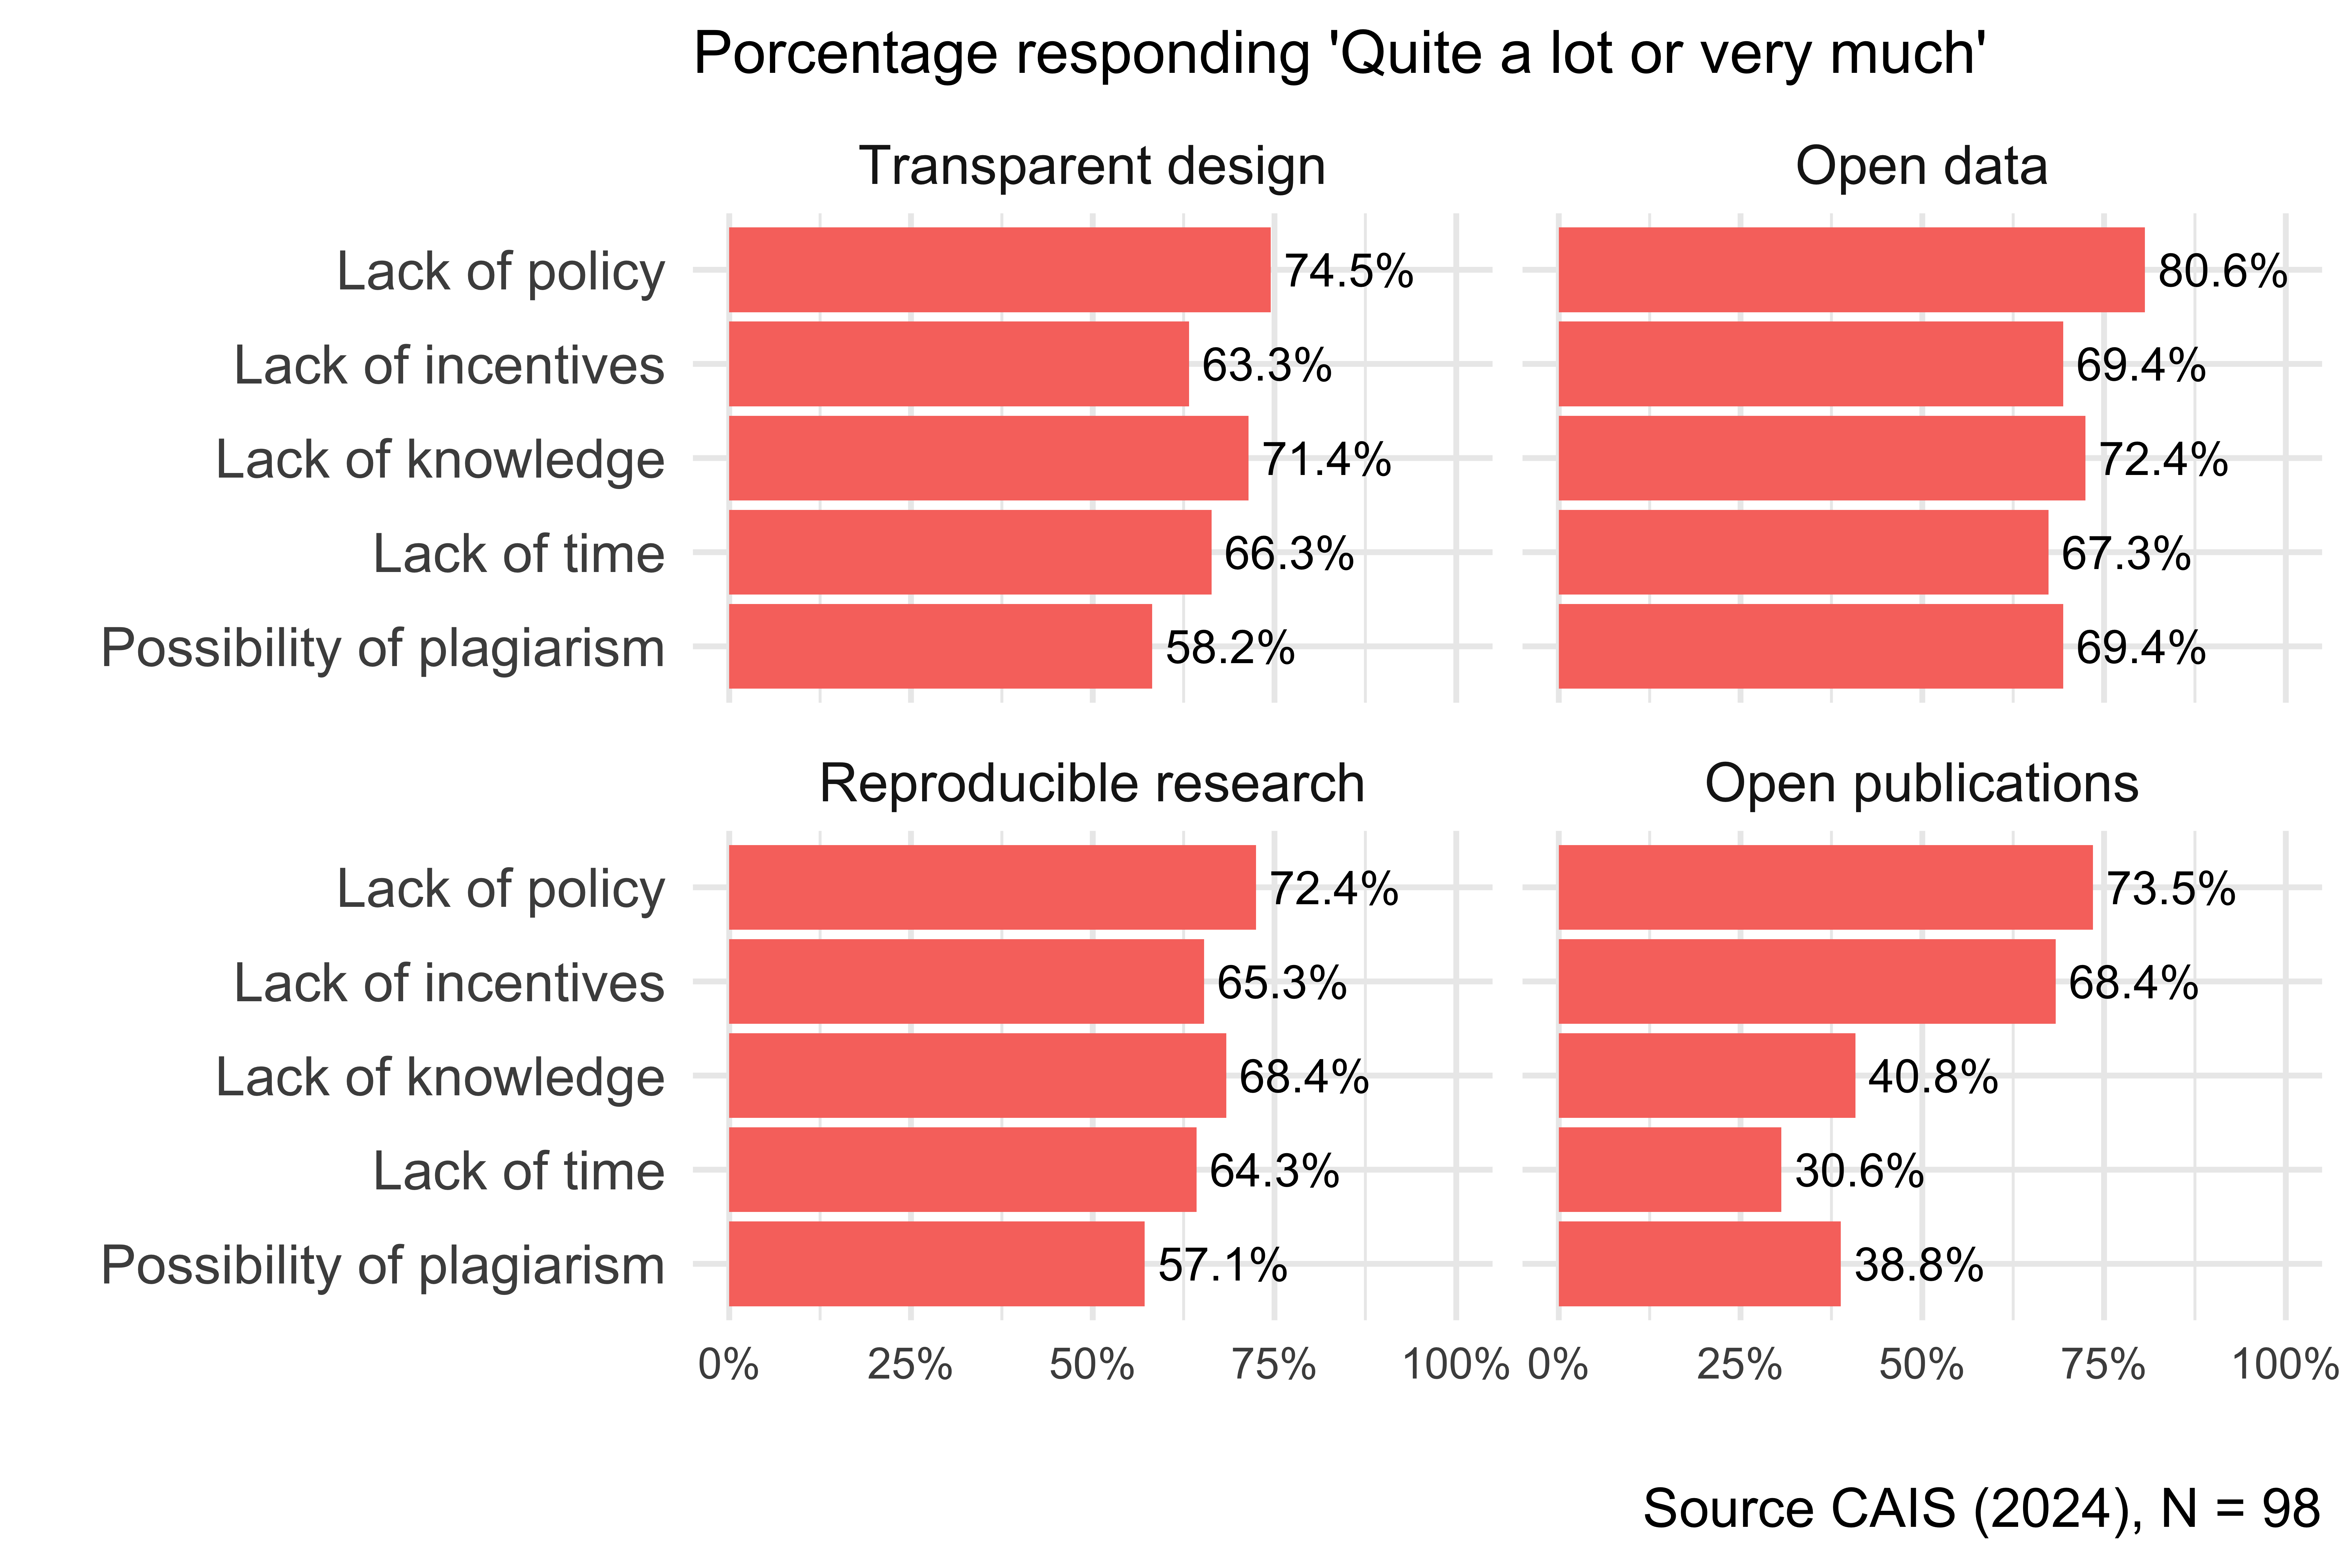 Porcentage responding 'Quite a lot or very much'
Transparent design
Open data
Lack of policy
74.5%
80.6%
Lack of incentives
63.3%
69.4%
Lack of knowledge
71.4%
72.4%
Lack of time
66.3%
67.3%
Possibility of plagiarism
58.2%
69.4%
Reproducible research
Open publications
Lack of policy
72.4%
73.5%
Lack of incentives
65.3%
68.4%
Lack of knowledge
68.4%
40.8%
Lack of time
64.3%
30.6%
Possibility of plagiarism
57.1%
38.8%
0% 25% 50% 75% 100% 0% 25% 50% 75% 100%
Source CAIS (2024), N = 98